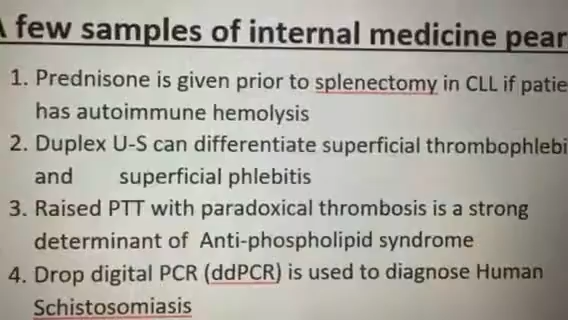 few samples of internal medicine pear
1. Prednisone is given prior to splenectomy in CLL if patie
has autoimmune hemolysis
2. Duplex U-S can differentiate superficial thrombophlebi
and superficial phlebitis
3. Raised PTT with paradoxical thrombosis is a strong
determinant of Anti-phospholipid syndrome
4. Drop digital PCR (ddPCR) is used to diagnose Human
Schistosomiasis